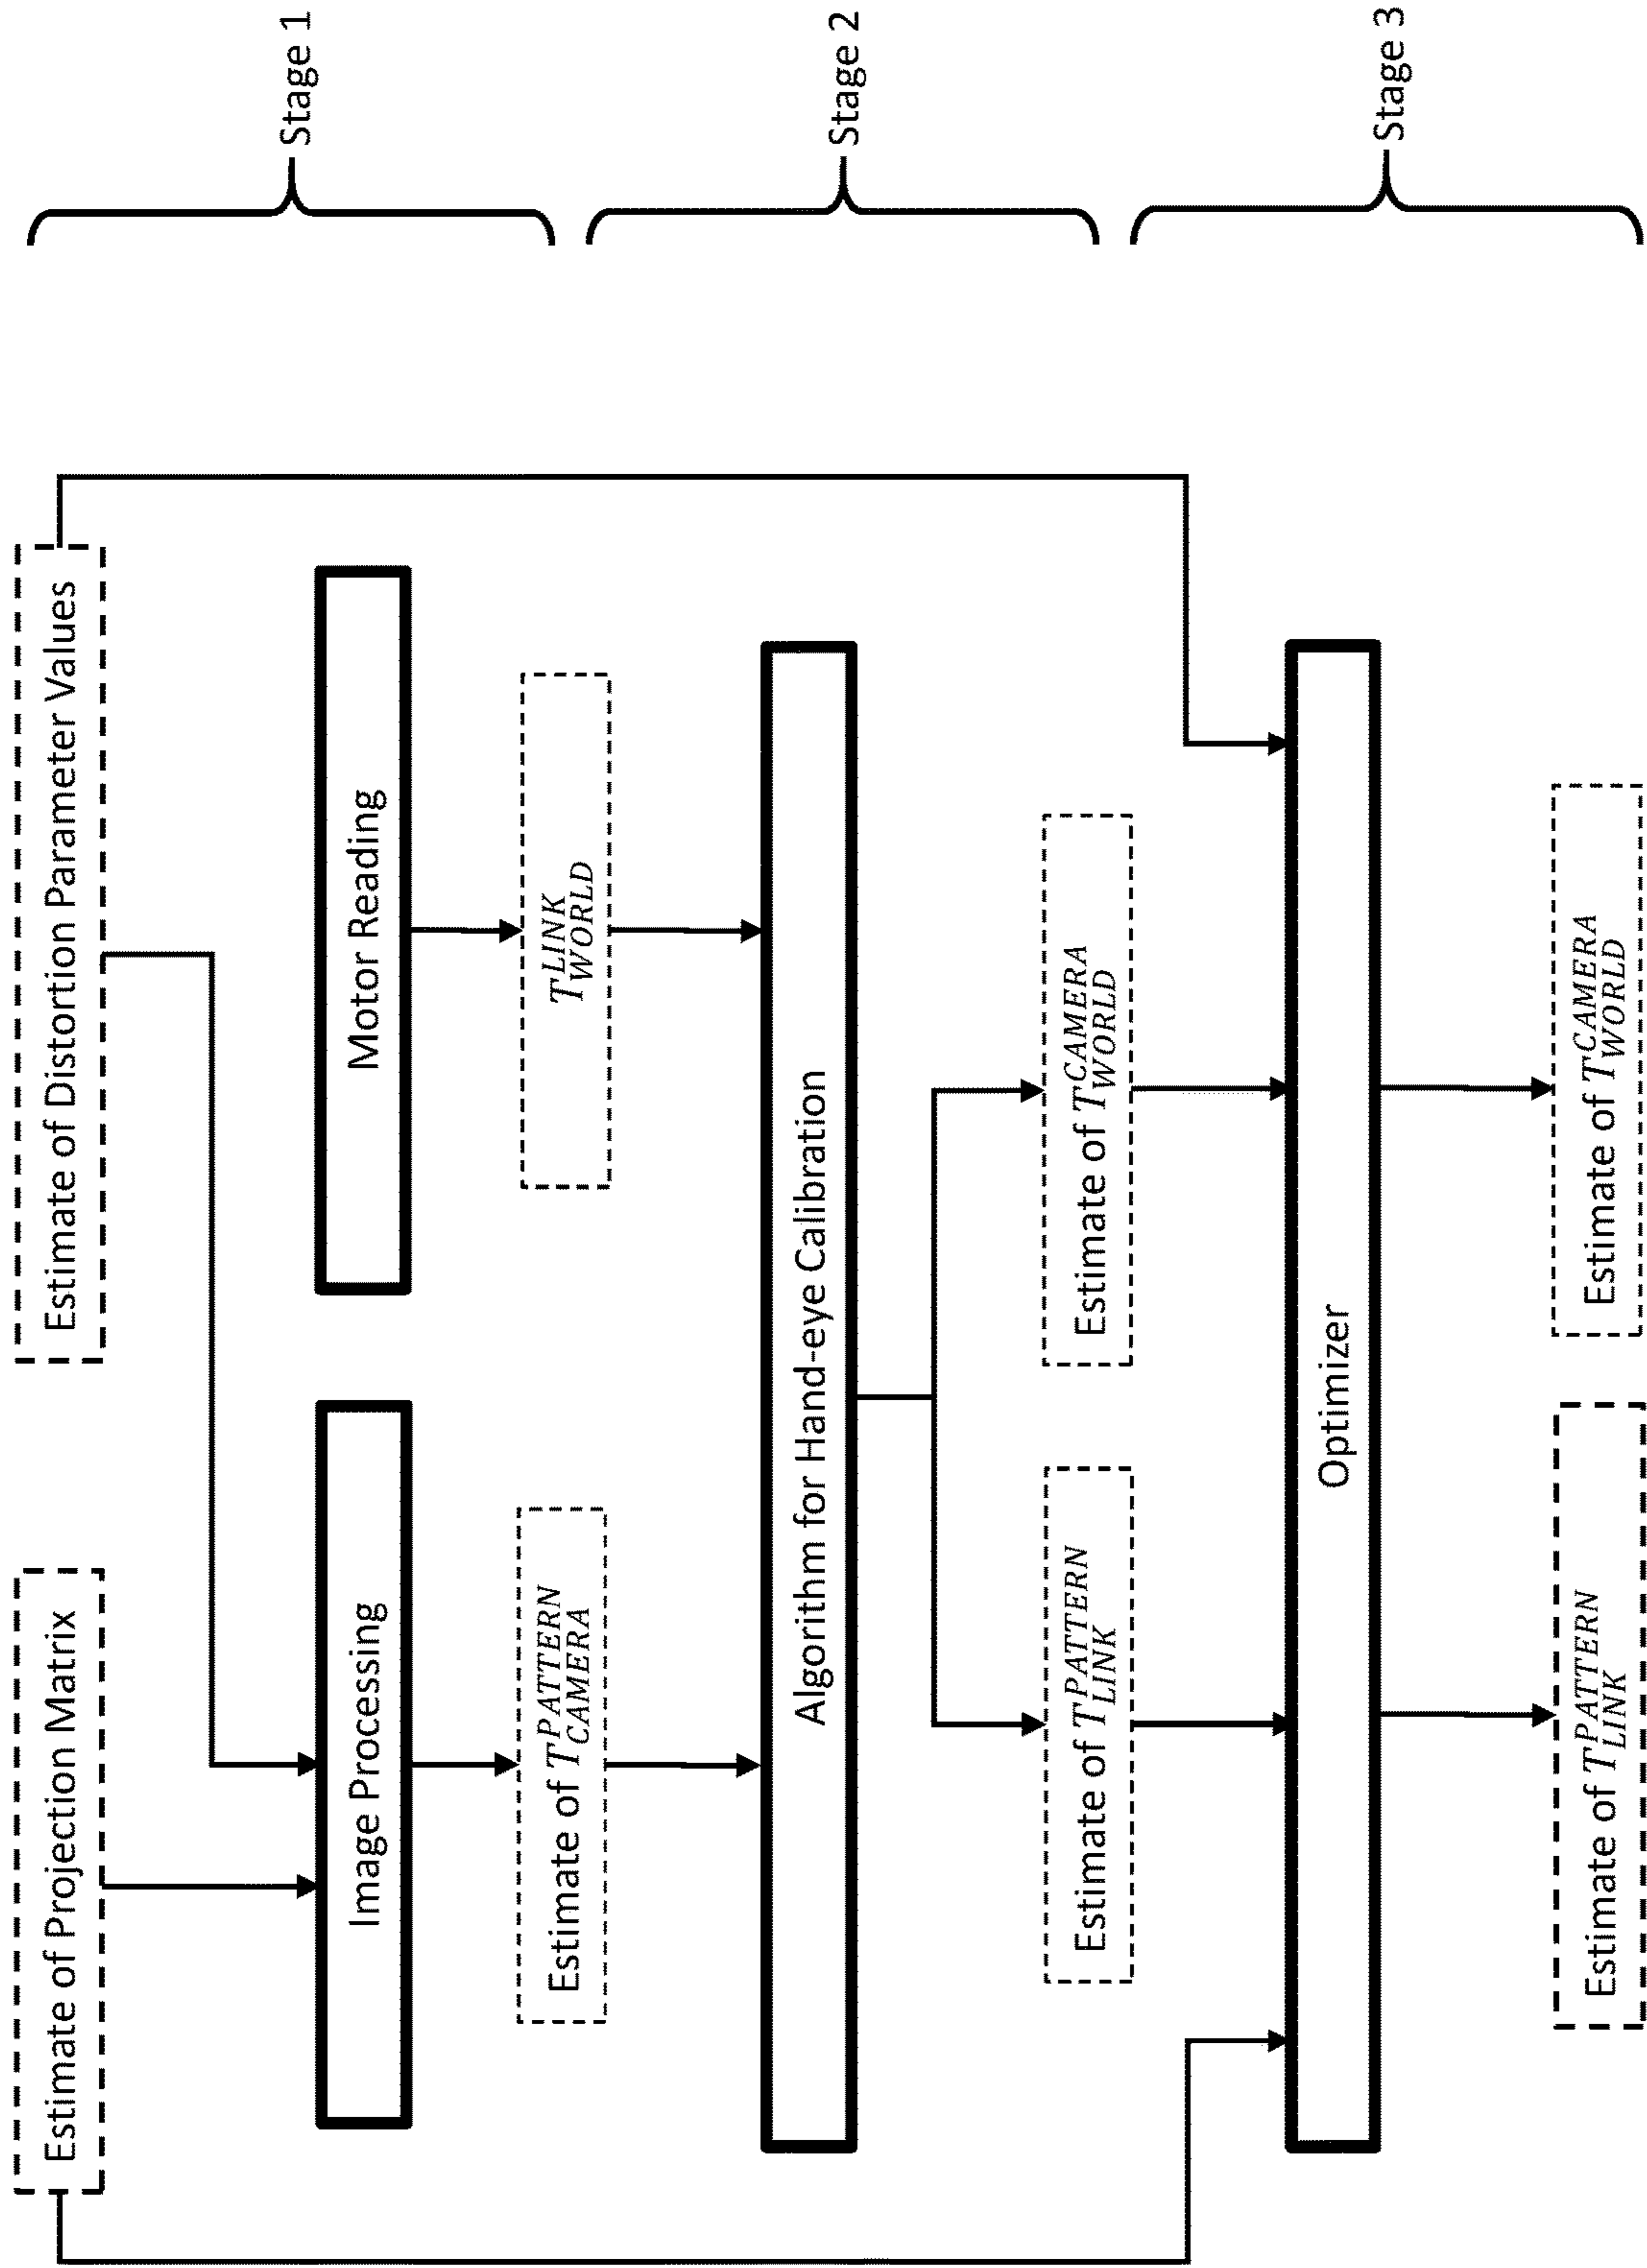 Estimate of Projection Matrix
Estimate of Distortion Parameter Values
Stage 1
Image Processing
Motor Reading
Estimate of T^{PATTERN}_{CAMERA}
T^{LINK}_{WORLD}
Algorithm for Hand-eye Calibration
Stage 2
Estimate of T^{PATTERN}_{LINK}
Estimate of T^{CAMERA}_{WORLD}
Optimizer
Stage 3
Estimate of T^{PATTERN}_{LINK}
Estimate of T^{CAMERA}_{WORLD}